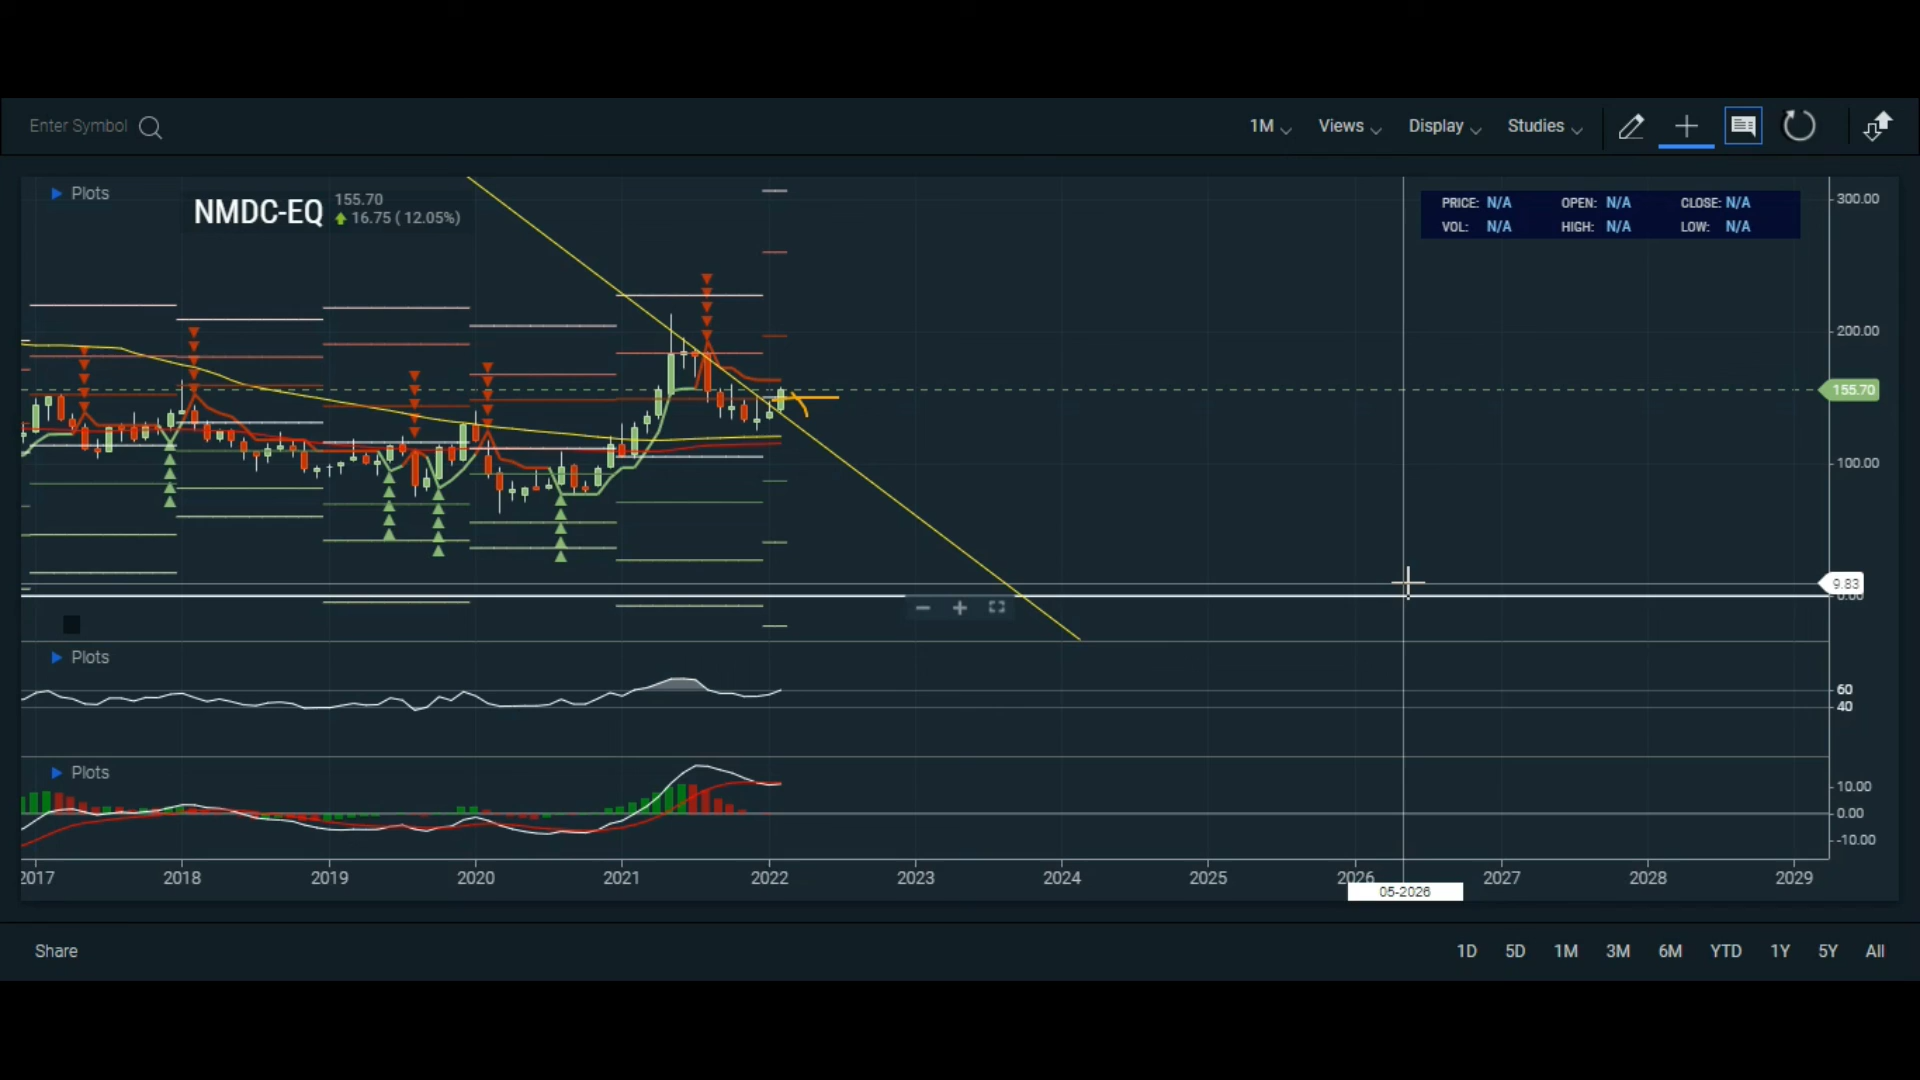 Enter Symbol
1M Views Display Studies
Plots
NMDC-EQ 155.70
16.75 ( 12.05%)
PRICE: N/A OPEN: N/A CLOSE: N/A
VOL: N/A HIGH: N/A LOW: N/A
300.00
200.00
155.70
100.00
9.83
0.00
Plots
60
40
Plots
10.00
0.00
-10.00
2017 2018 2019 2020 2021 2022 2023 2024 2025 2026 2027 2028 2029
05-2026
Share 1D 5D 1M 3M 6M YTD 1Y 5Y All